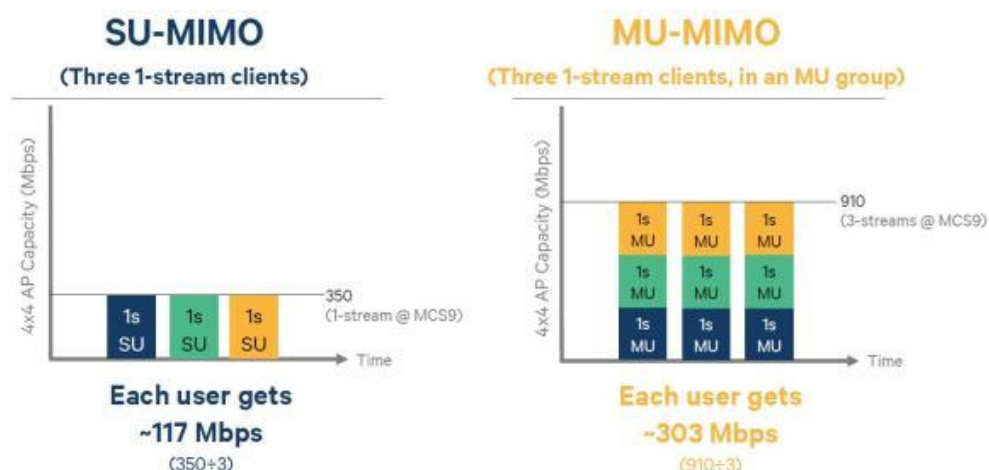 SU-MIMO
(Three 1-stream clients)
4x4 AP Capacity (Mbps)
350
(1-stream @ MCS9)
1s
SU
1s
SU
1s
SU
Time
Each user gets
~117 Mbps
(350÷3)
MU-MIMO
(Three 1-stream clients, in an MU group)
4x4 AP Capacity (Mbps)
910
(3-streams @ MCS9)
1s
MU
1s
MU
1s
MU
1s
MU
1s
MU
1s
MU
1s
MU
1s
MU
1s
MU
Time
Each user gets
~303 Mbps
(910÷3)